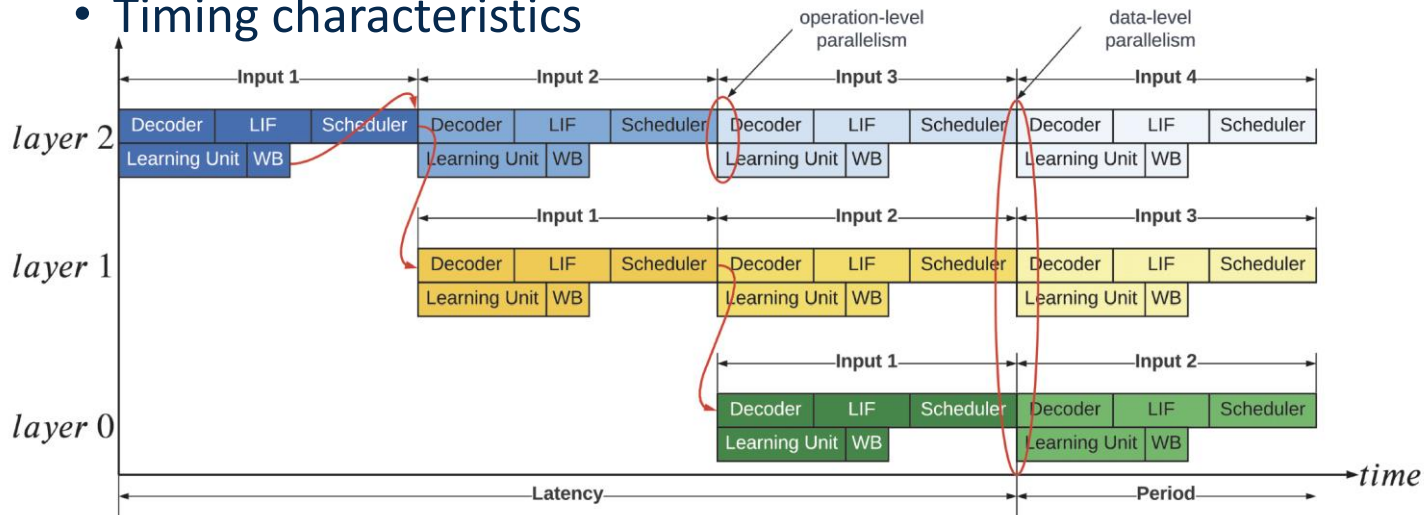 • Timing characteristics
operation-level
parallelism
data-level
parallelism
Input 1 Input 2 Input 3 Input 4
layer 2 Decoder LIF Scheduler Decoder LIF Scheduler Decoder LIF Scheduler Decoder LIF Scheduler
Learning Unit WB Learning Unit WB Learning Unit WB Learning Unit WB
Input 1 Input 2 Input 3
layer 1 Decoder LIF Scheduler Decoder LIF Scheduler Decoder LIF Scheduler
Learning Unit WB Learning Unit WB Learning Unit WB
Input 1 Input 2
layer 0 Decoder LIF Scheduler Decoder LIF Scheduler
Learning Unit WB Learning Unit WB
time
Latency Period